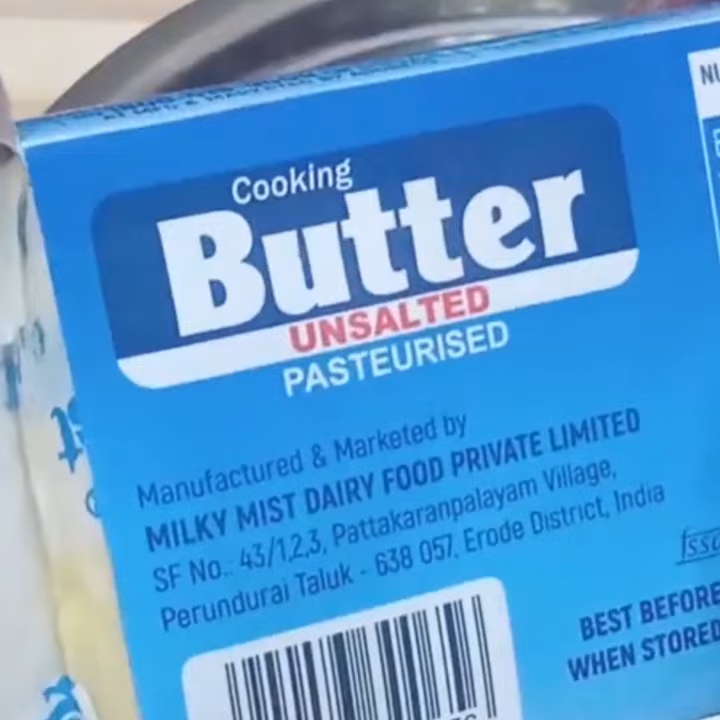 Cooking
Butter
UNSALTED
PASTEURISED
Manufactured & Marketed by
MILKY MIST DAIRY FOOD PRIVATE LIMITED
SF No.: 43/1,2,3, Pattakaranpalayam Village,
Perundurai Taluk - 638 057, Erode District, India
fssa
BEST BEFORE
WHEN STORED